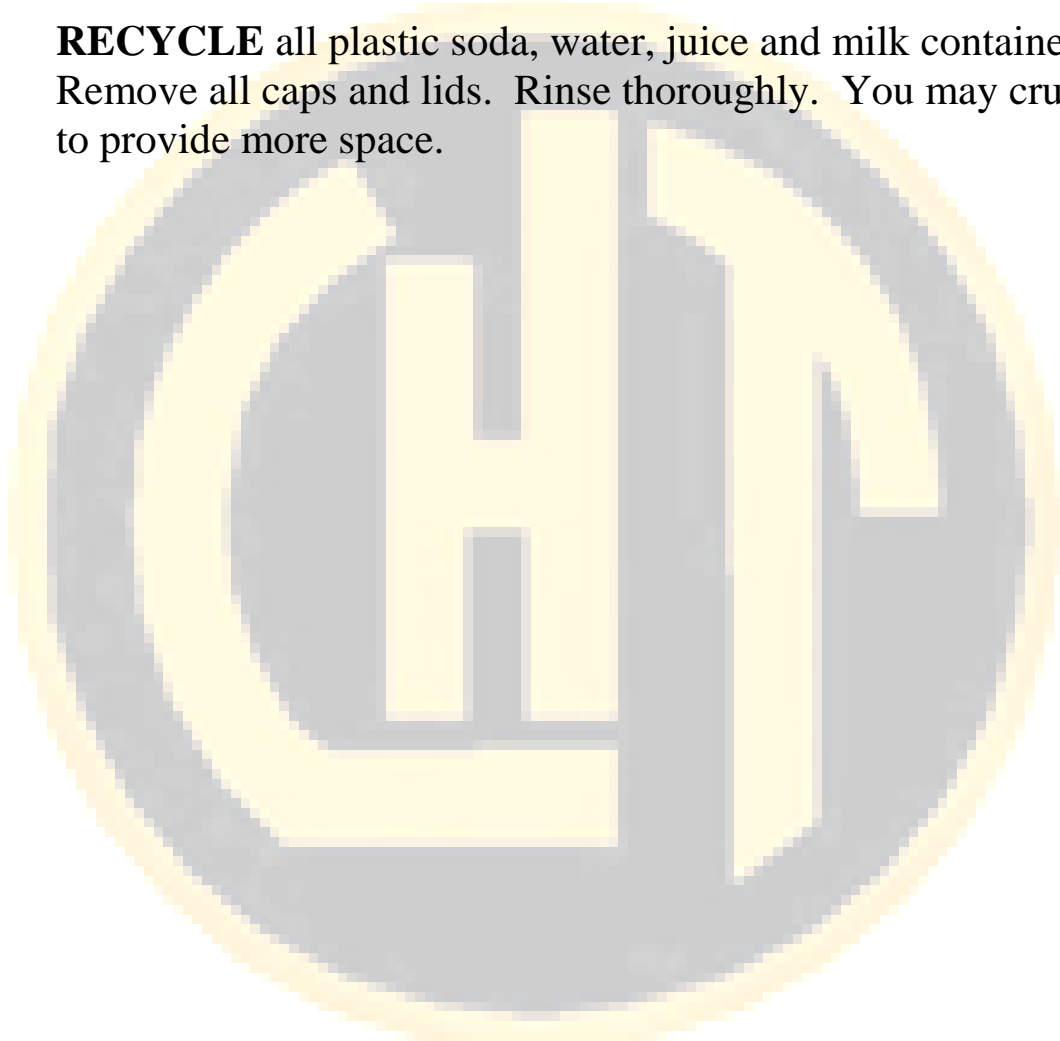 RECYCLE all plastic soda, water, juice and milk containe
Remove all caps and lids. Rinse thoroughly. You may cru
to provide more space.
CHT